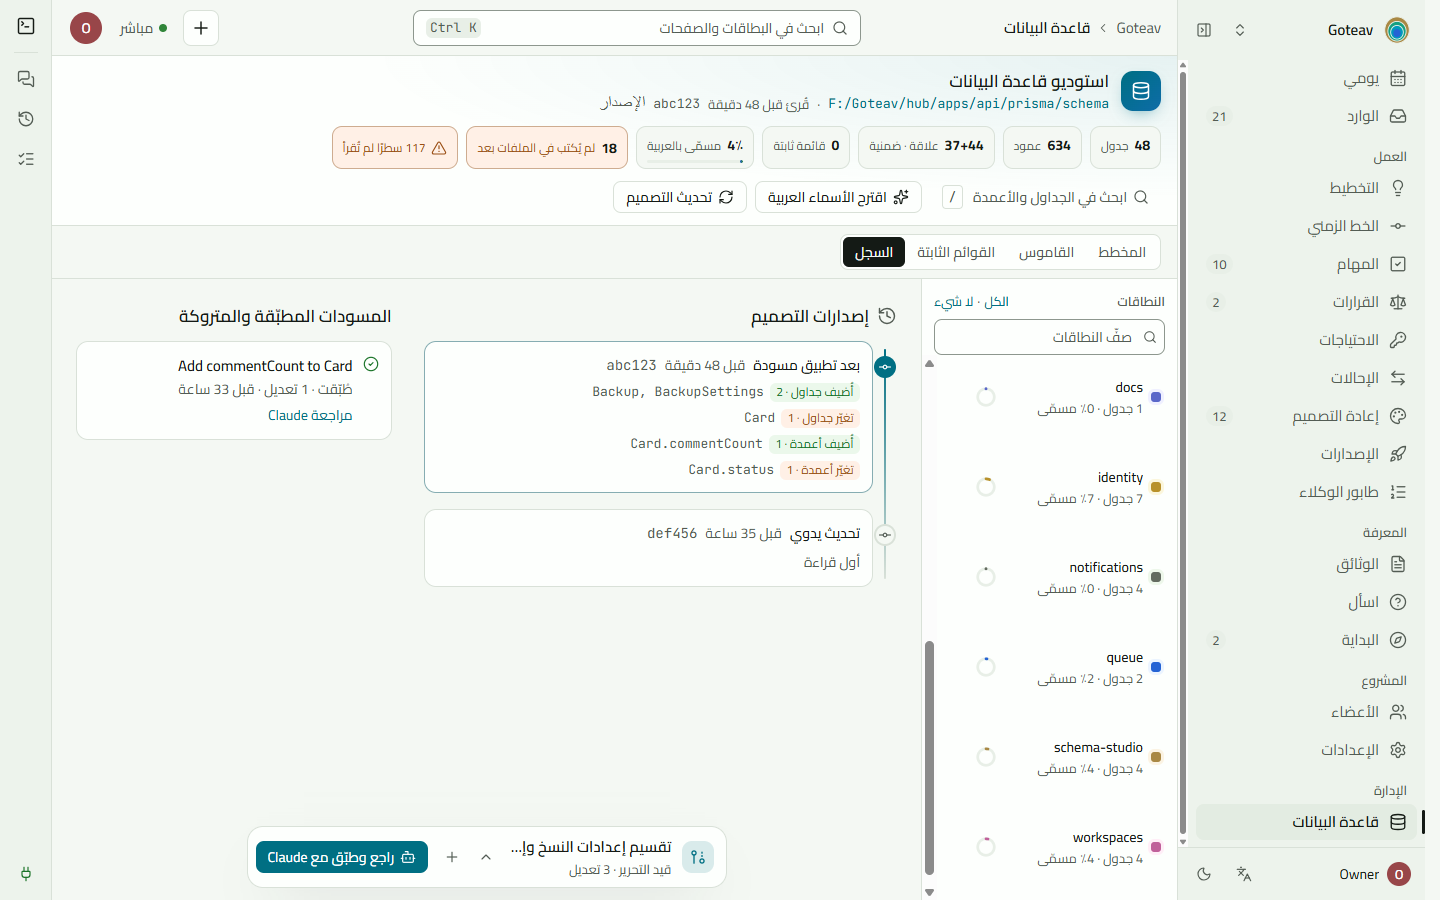 Goteav
يومي
الوارد
21
العمل
التخطيط
الخط الزمني
المهام
10
القرارات
2
الاحتياجات
الإحالات
إعادة التصميم
12
الإصدارات
طابور الوكلاء
المعرفة
الوثائق
اسأل
البداية
2
المشروع
الأعضاء
الإعدادات
الإدارة
قاعدة البيانات
O
Owner
Goteav
قاعدة البيانات
ابحث في البطاقات والصفحات
Ctrl K
مباشر
O
استوديو قاعدة البيانات
F:/Goteav/hub/apps/api/prisma/schema · قُرئ قبل 48 دقيقة abc123 الإصدار
48 جدول
634 عمود
37+44 علاقة · ضمنية
0 قائمة ثابتة
4٪ مسمّى بالعربية
18 لم يُكتب في الملفات بعد
117 سطرًا لم تُقرأ
ابحث في الجداول والأعمدة /
اقترح الأسماء العربية
تحديث التصميم
المخطط
القاموس
القوائم الثابتة
السجل
النطاقات
الكل · لا شيء
صفّ النطاقات
docs
1 جدول · 0٪ مسمّى
identity
7 جدول · 7٪ مسمّى
notifications
4 جدول · 0٪ مسمّى
queue
2 جدول · 2٪ مسمّى
schema-studio
4 جدول · 4٪ مسمّى
workspaces
4 جدول · 4٪ مسمّى
إصدارات التصميم
بعد تطبيق مسودة قبل 48 دقيقة abc123
أضيف جداول · 2 Backup, BackupSettings
تغيّر جداول · 1 Card
أضيف أعمدة · 1 Card.commentCount
تغيّر أعمدة · 1 Card.status
تحديث يدوي قبل 35 ساعة def456
أول قراءة
المسودات المطبّقة والمتروكة
Add commentCount to Card
طُبّقت · 1 تعديل · قبل 33 ساعة
مراجعة Claude
تقسيم إعدادات النسخ وإ...
قيد التحرير · 3 تعديل
راجع وطبّق مع Claude